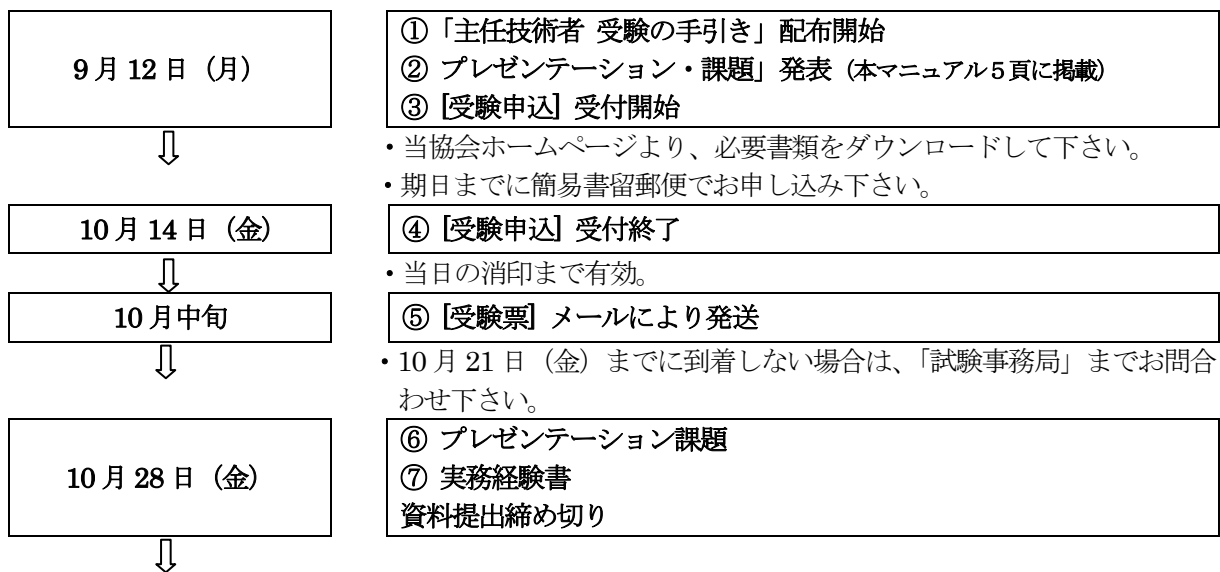 9月12日（月）
①「主任技術者 受験の手引き」配布開始
② プレゼンテーション・課題」発表（本マニュアル５頁に掲載）
③ [受験申込] 受付開始
⇩
・当協会ホームページより、必要書類をダウンロードして下さい。
・期日までに簡易書留郵便でお申し込み下さい。
10月14日（金）
④ [受験申込] 受付終了
⇩
・当日の消印まで有効。
10月中旬
⑤ [受験票] メールにより発送
⇩
・10月21日（金）までに到着しない場合は、「試験事務局」までお問合
わせ下さい。
10月28日（金）
⑥ プレゼンテーション課題
⑦ 実務経験書
資料提出締め切り
⇩